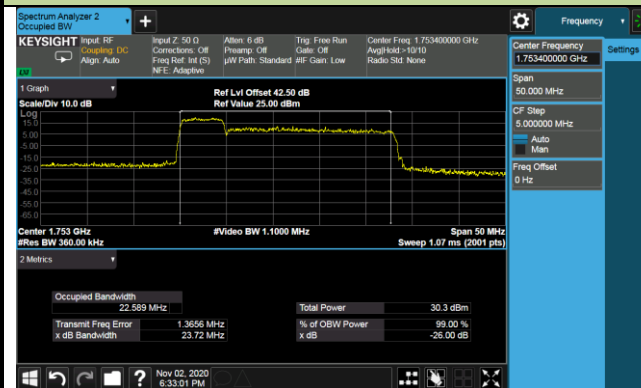 Spectrum Analyzer 2
Occupied BW
Frequency
KEYSIGHT
Input: RF
Coupling: DC
Align: Auto
Input Z: 50 Ω
Corrections: Off
Freq Ref: Int (S)
NFE: Adaptive
Atten: 6 dB
Preamp: Off
µW Path: Standard
Trig: Free Run
Gate: Off
#IF Gain: Low
Center Freq: 1.753400000 GHz
Avg|Hold:>10/10
Radio Std: None
Center Frequency
1.753400000 GHz
Settings
Span
50.000 MHz
CF Step
5.000000 MHz
Auto
Man
Freq Offset
0 Hz
1 Graph
Scale/Div 10.0 dB
Ref Lvl Offset 42.50 dB
Ref Value 25.00 dBm
Log
15.0
5.00
-5.00
-15.0
-25.0
-35.0
-45.0
-55.0
-65.0
Center 1.753 GHz
#Video BW 1.1000 MHz
Span 50 MHz
#Res BW 360.00 kHz
Sweep 1.07 ms (2001 pts)
2 Metrics
Occupied Bandwidth
22.589 MHz
Total Power
30.3 dBm
Transmit Freq Error
1.3656 MHz
% of OBW Power
99.00 %
x dB Bandwidth
23.72 MHz
x dB
-26.00 dB
?
Nov 02, 2020
6:33:01 PM